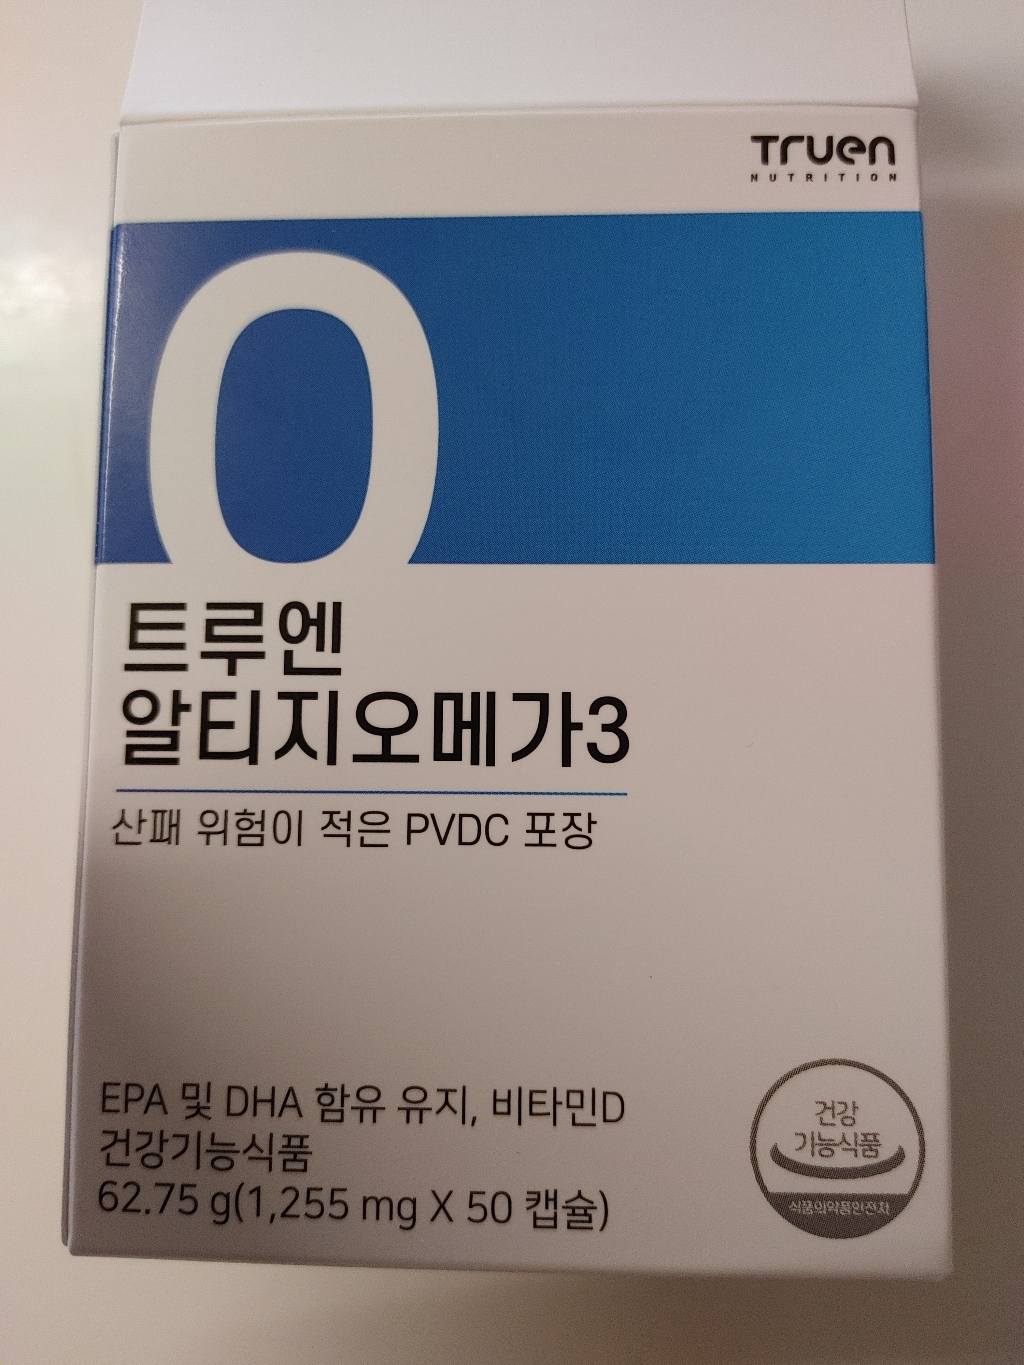 Truen
NUTRITION
트루엔
알티지오메가3
산패 위험이 적은 PVDC 포장
EPA 및 DHA 함유 유지, 비타민D
건강기능식품
62.75 g(1,255 mg X 50 캡슐)
건강
기능식품
식품의약품안전처